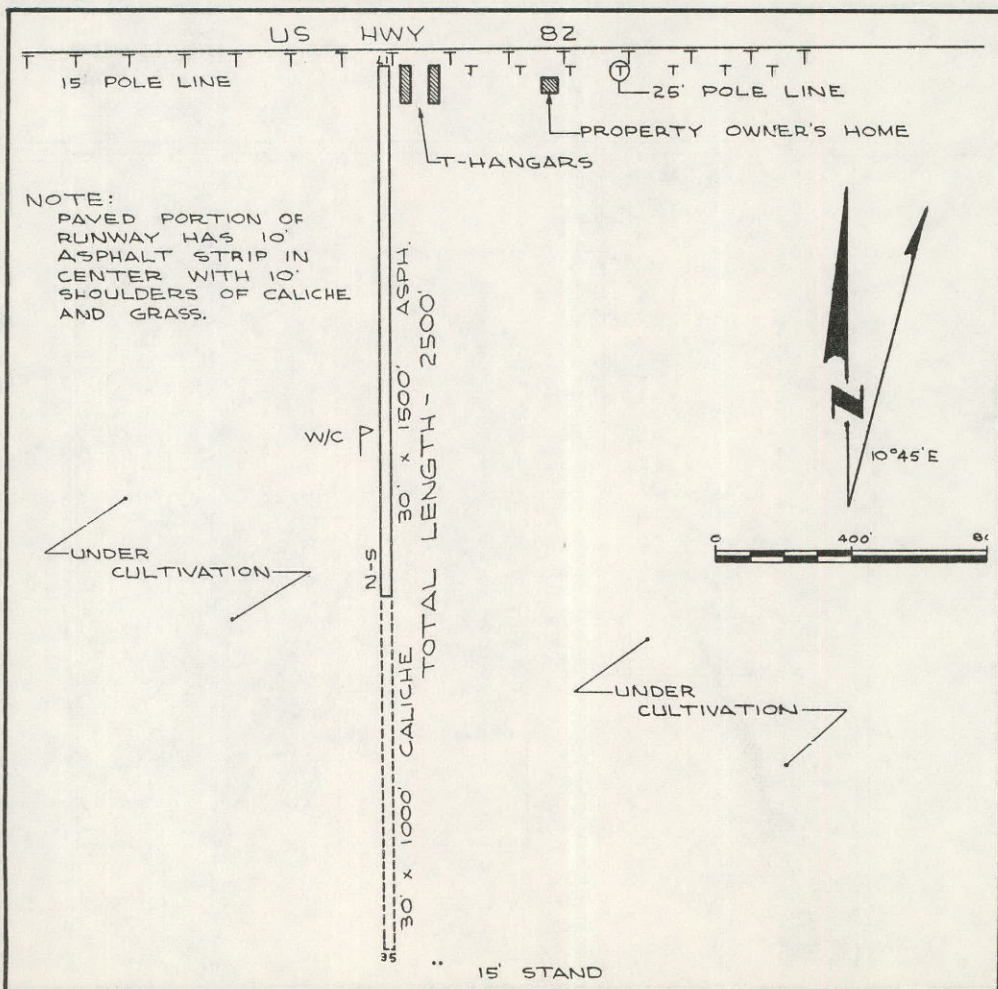 US HWY 82
T T T T T T T T T T T T T T
T T T T T T T
15' POLE LINE
25' POLE LINE
PROPERTY OWNER'S HOME
T-HANGARS
NOTE:
PAVED PORTION OF
RUNWAY HAS 10'
ASPHALT STRIP IN
CENTER WITH 10'
SHOULDERS OF CALICHE
AND GRASS.
30' x 1500' ASPH.
TOTAL LENGTH - 2500'
N
10°45'E
W/C
0 400'
N-S
UNDER
CULTIVATION
30' x 1000' CALICHE
UNDER
CULTIVATION
35
15' STAND